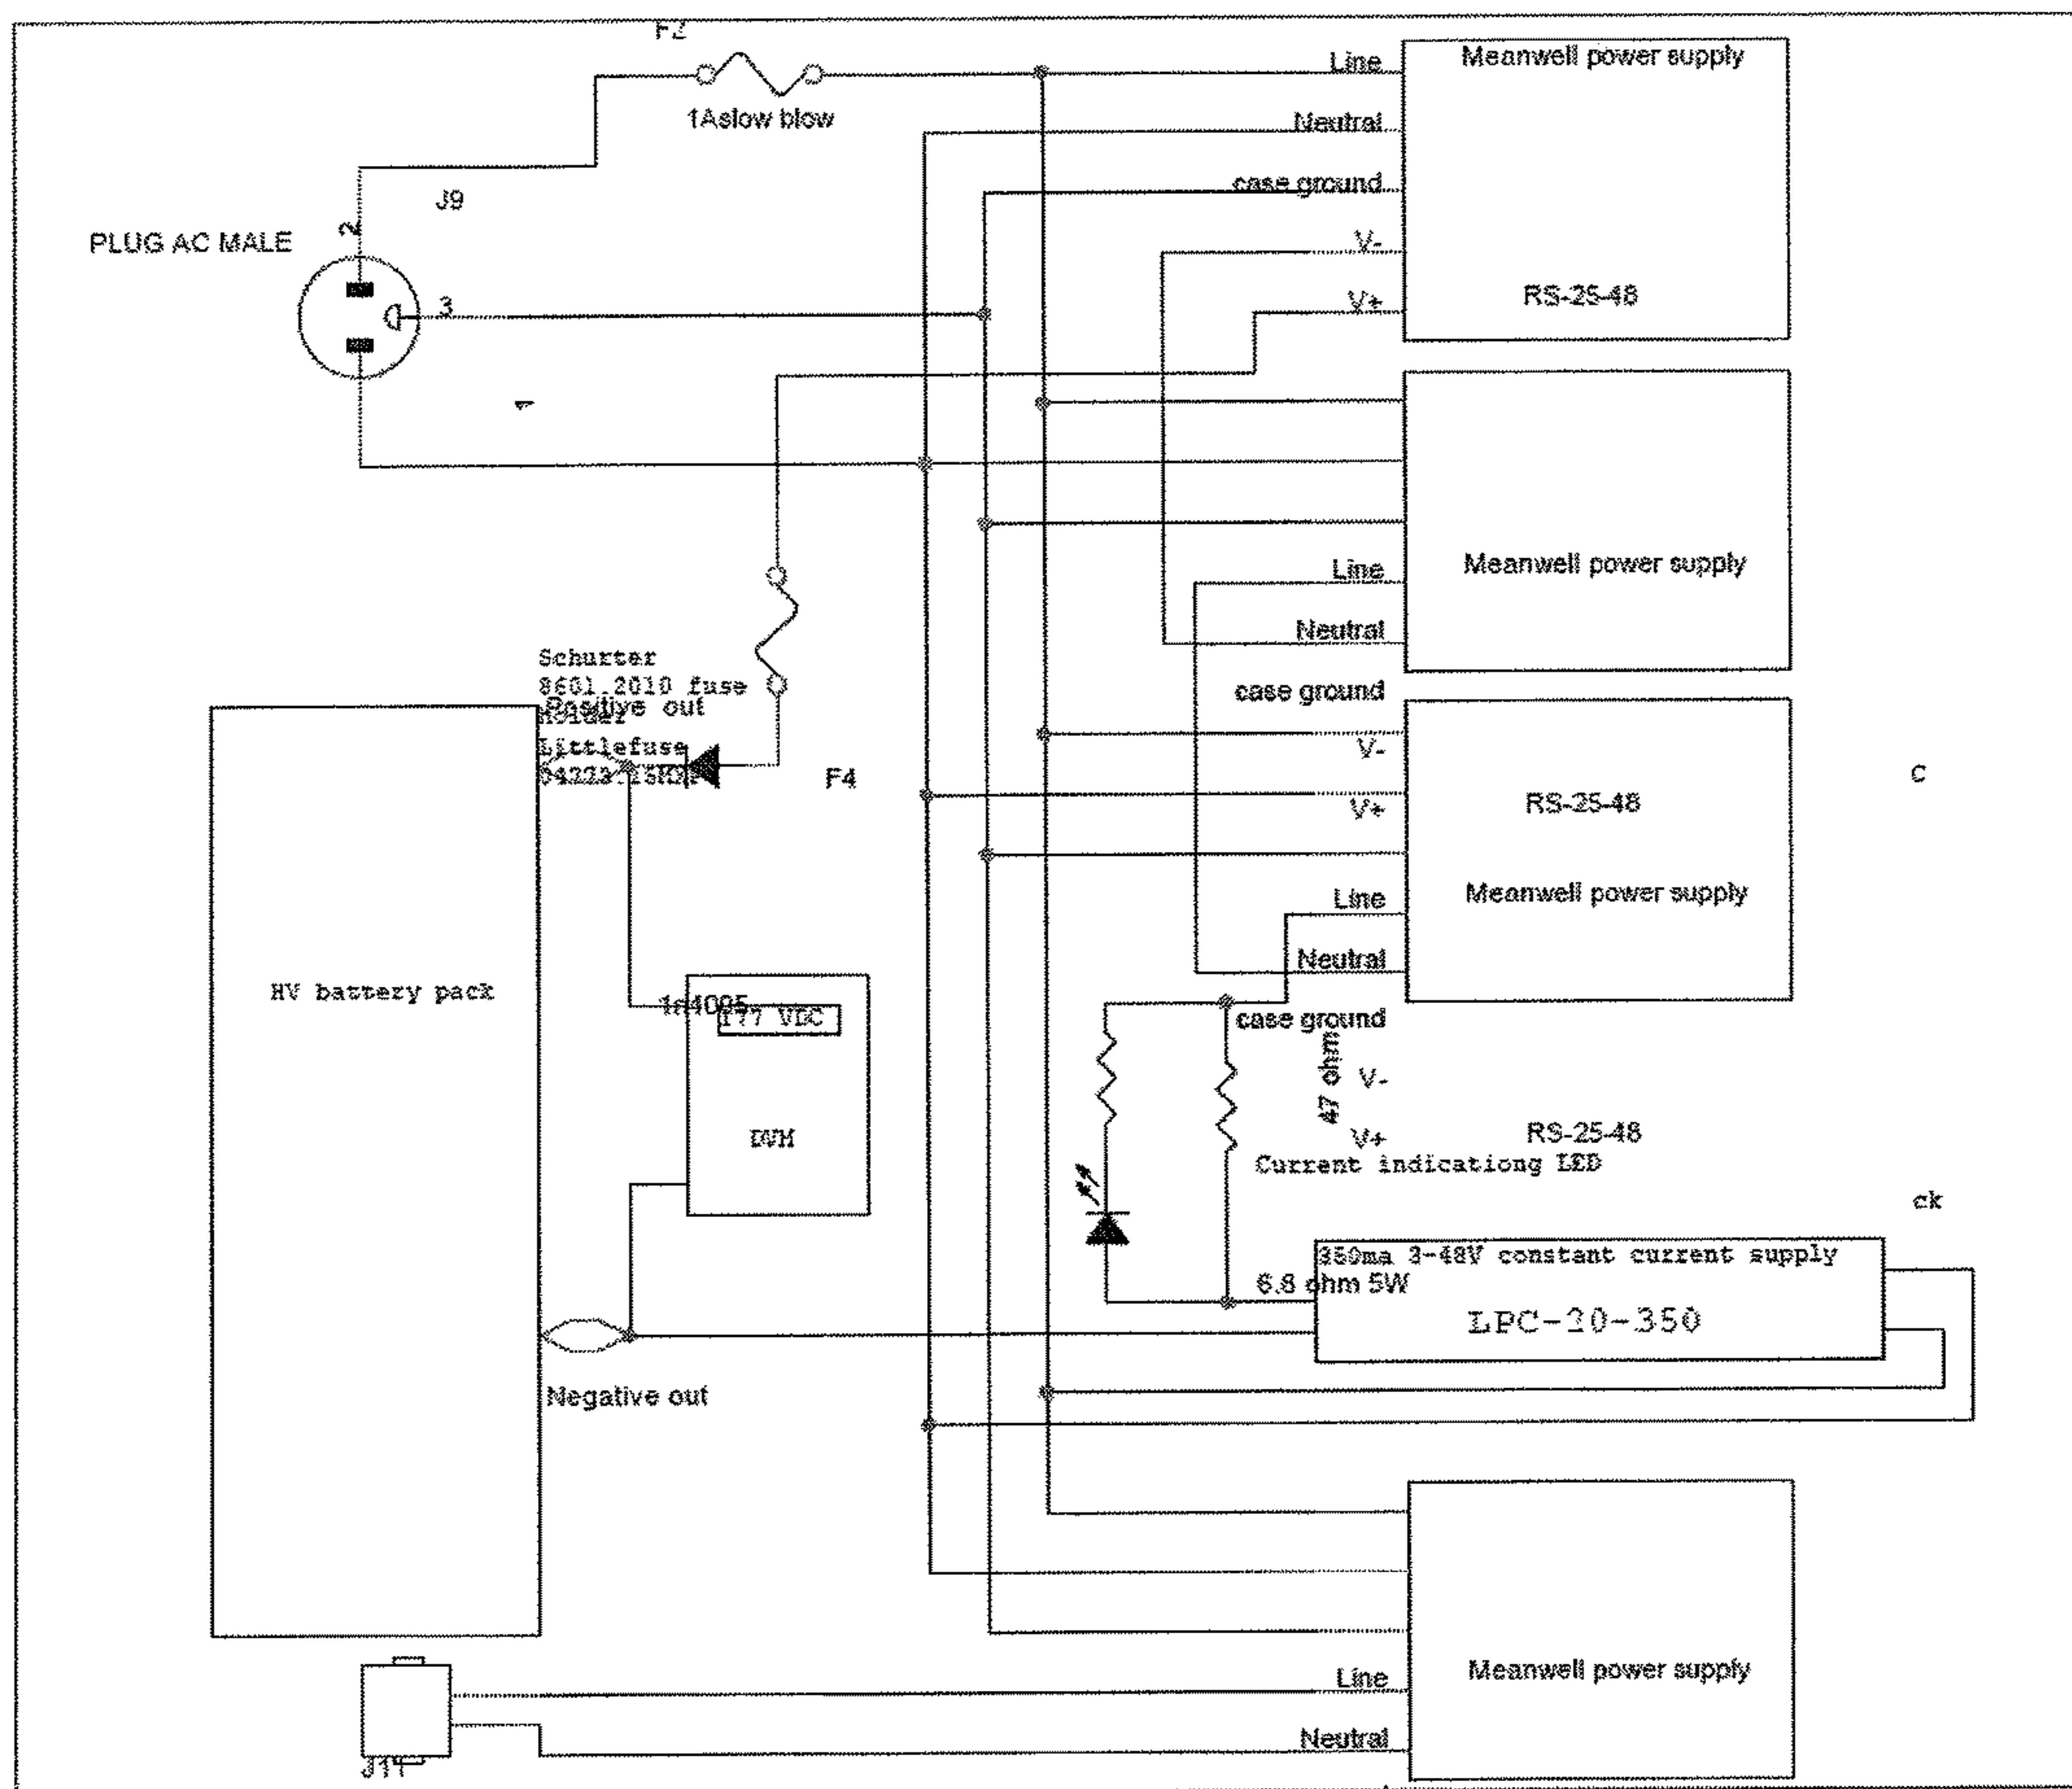 F2
Line
Meanwell power supply
1Aslow blow
Neutral
J9
case ground
2
PLUG AC MALE
V-
3
V+
RS-25-48
1
Line
Meanwell power supply
Neutral
Schurter
8601.2010 fuse
Positive out
case ground
Littlefuse
V-
F4
C
V+
RS-25-48
Line
Meanwell power supply
Neutral
HV battery pack
1n4005
177 VDC
case ground
47 ohm
V-
DVM
V+
RS-25-48
Current indicationg LED
ck
350ma 3-48V constant current supply
6.8 ohm 5W
LPC-20-350
Negative out
Line
Meanwell power supply
Neutral
J11